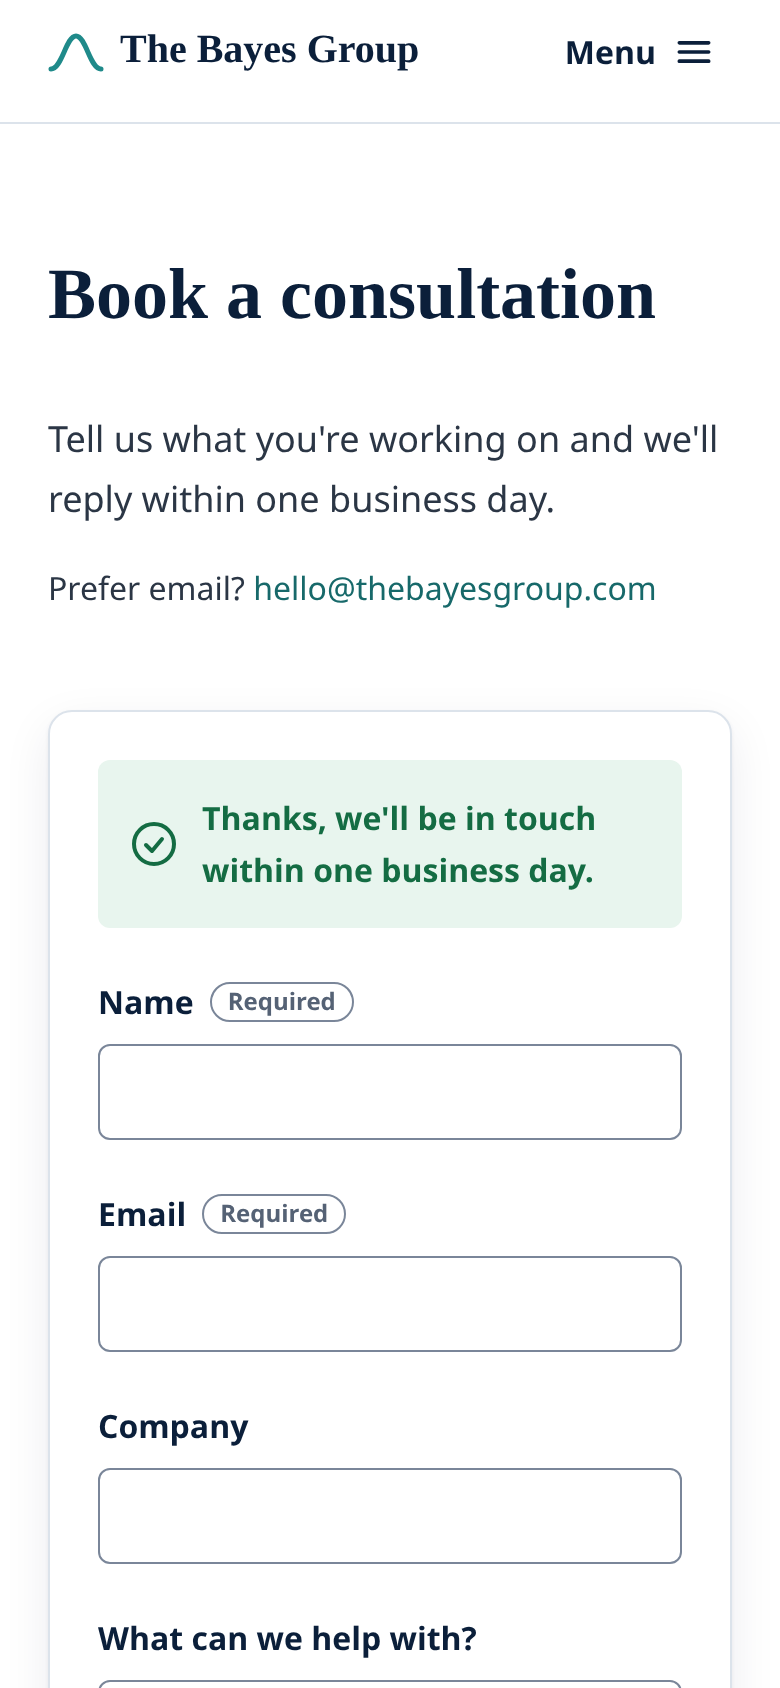 The Bayes Group
Menu
Book a consultation
Tell us what you're working on and we'll
reply within one business day.
Prefer email? hello@thebayesgroup.com
Thanks, we'll be in touch
within one business day.
Name Required
Email Required
Company
What can we help with?